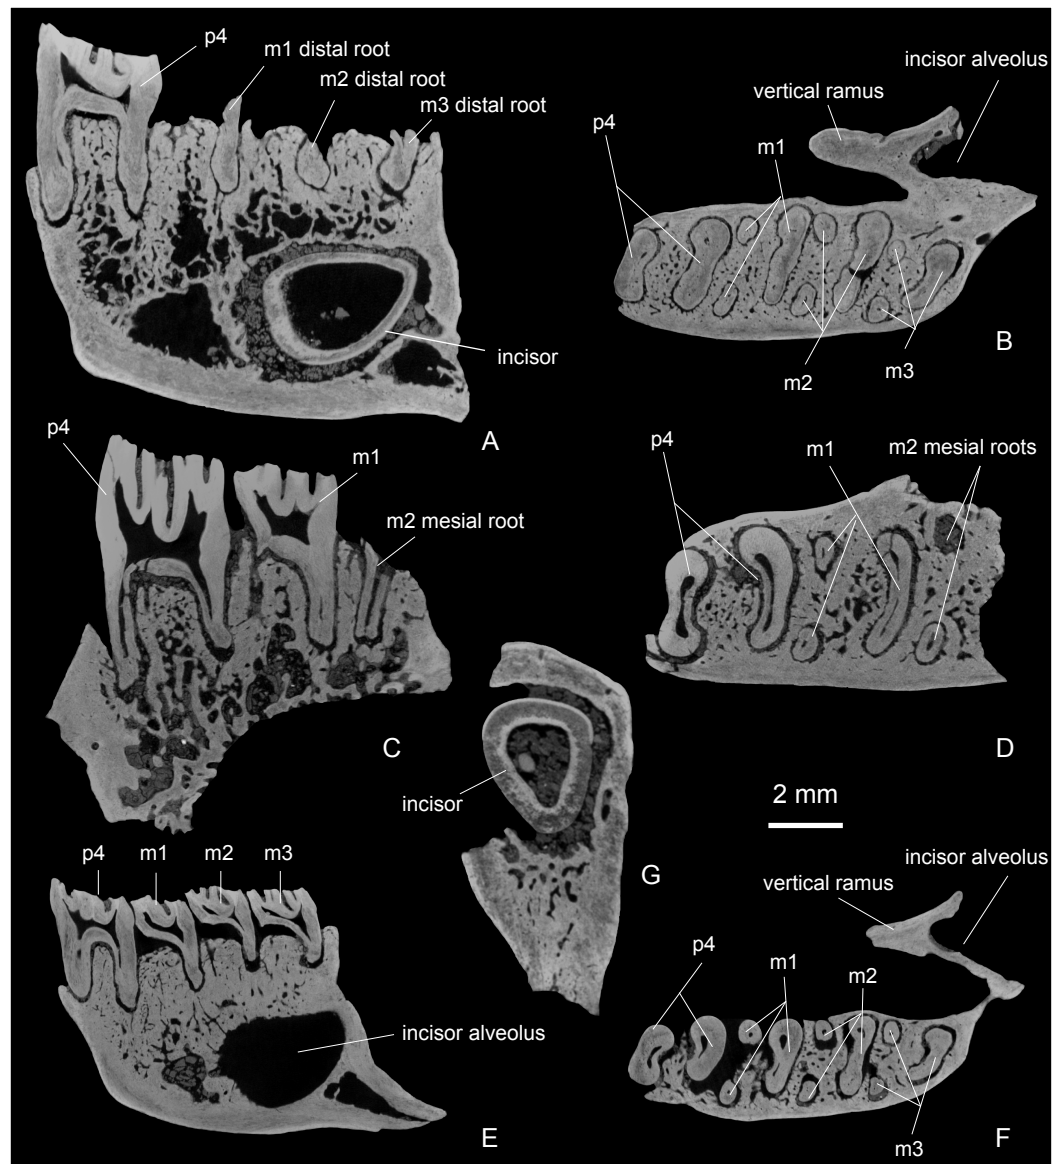 p4
m1 distal root
m2 distal root
m3 distal root
incisor
A
incisor alveolus
vertical ramus
p4
m1
m2
m3
B
p4
m1
m2 mesial root
C
p4
m1
m2 mesial roots
D
incisor
G
2 mm
p4
m1
m2
m3
incisor alveolus
E
incisor alveolus
vertical ramus
p4
m1
m2
m3
F